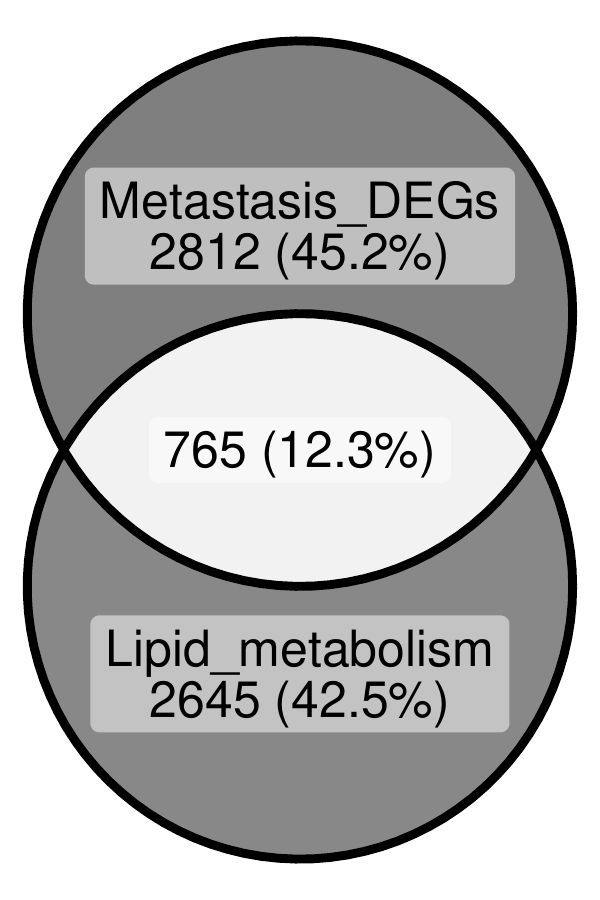 Metastasis_DEGs
2812 (45.2%)
765 (12.3%)
Lipid_metabolism
2645 (42.5%)